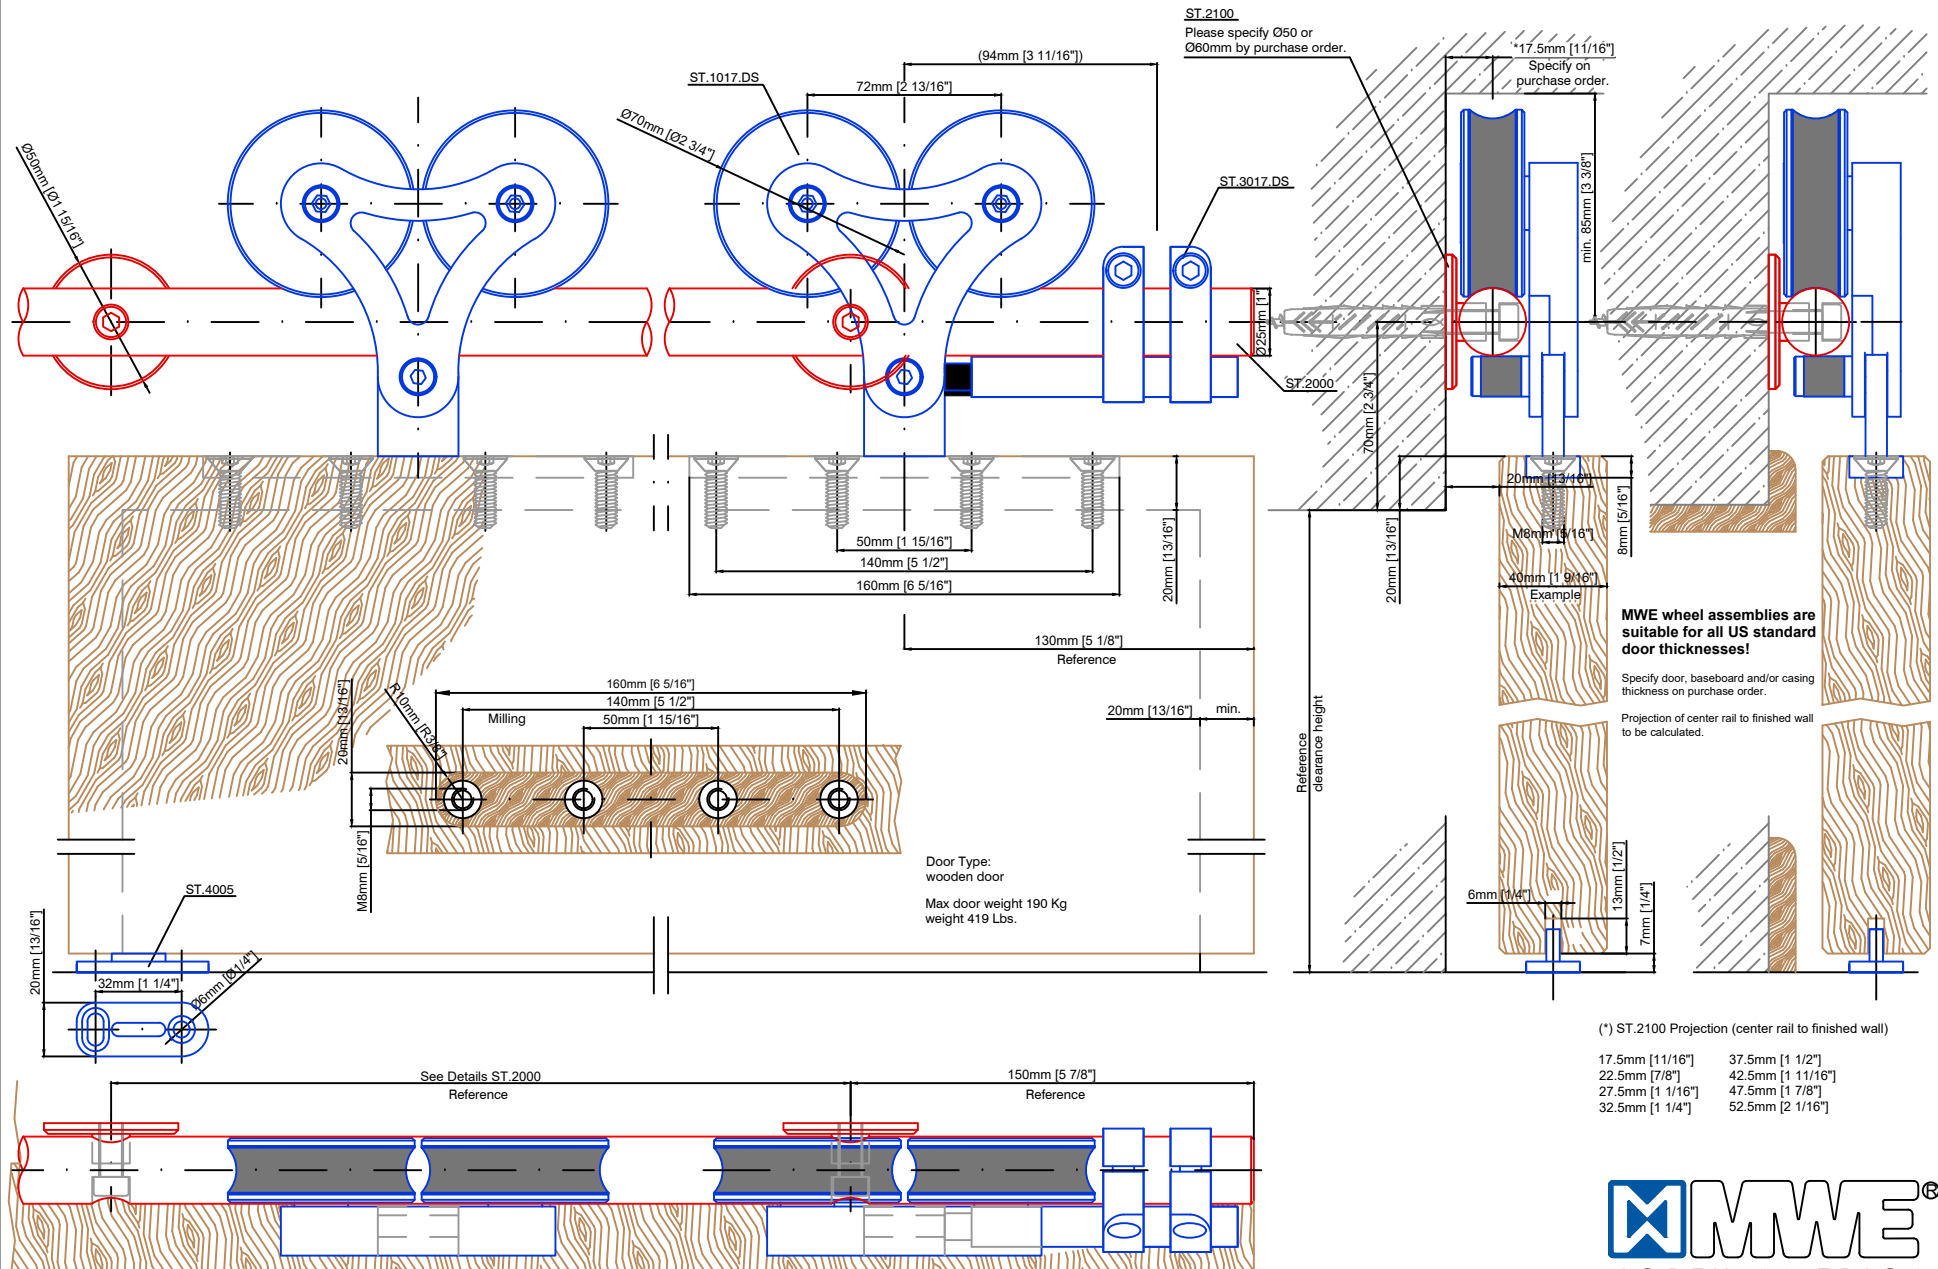 ST.2100
Please specify Ø50 or
Ø60mm by purchase order.
(94mm [3 11/16"])
*17.5mm [11/16"]
Specify on
purchase order.
ST.1017.DS
72mm [2 13/16"]
Ø70mm [Ø2 3/4"]
Ø50mm [Ø1 15/16"]
ST.3017.DS
min. 85mm [3 3/8"]
Ø25mm [1"]
ST.2000
70mm [2 3/4"]
20mm [13/16"]
M8mm [5/16"]
8mm [5/16"]
20mm [13/16"]
20mm [13/16"]
40mm [1 9/16"]
Example
50mm [1 15/16"]
140mm [5 1/2"]
160mm [6 5/16"]
MWE wheel assemblies are
suitable for all US standard
door thicknesses!
Specify door, baseboard and/or casing
thickness on purchase order.
Projection of center rail to finished wall
to be calculated.
130mm [5 1/8"]
Reference
160mm [6 5/16"]
140mm [5 1/2"]
Milling
50mm [1 15/16"]
R10mm [R3/8"]
20mm [13/16"]
M8mm [5/16"]
20mm [13/16"]
min.
Reference
clearance height
Door Type:
wooden door
Max door weight 190 Kg
weight 419 Lbs.
6mm [1/4"]
13mm [1/2"]
7mm [1/4"]
ST.4005
20mm [13/16"]
32mm [1 1/4"]
Ø6mm [Ø1/4"]
See Details ST.2000
Reference
150mm [5 7/8"]
Reference
(*) ST.2100 Projection (center rail to finished wall)
17.5mm [11/16"] 37.5mm [1 1/2"]
22.5mm [7/8"] 42.5mm [1 11/16"]
27.5mm [1 1/16"] 47.5mm [1 7/8"]
32.5mm [1 1/4"] 52.5mm [2 1/16"]
MWE®